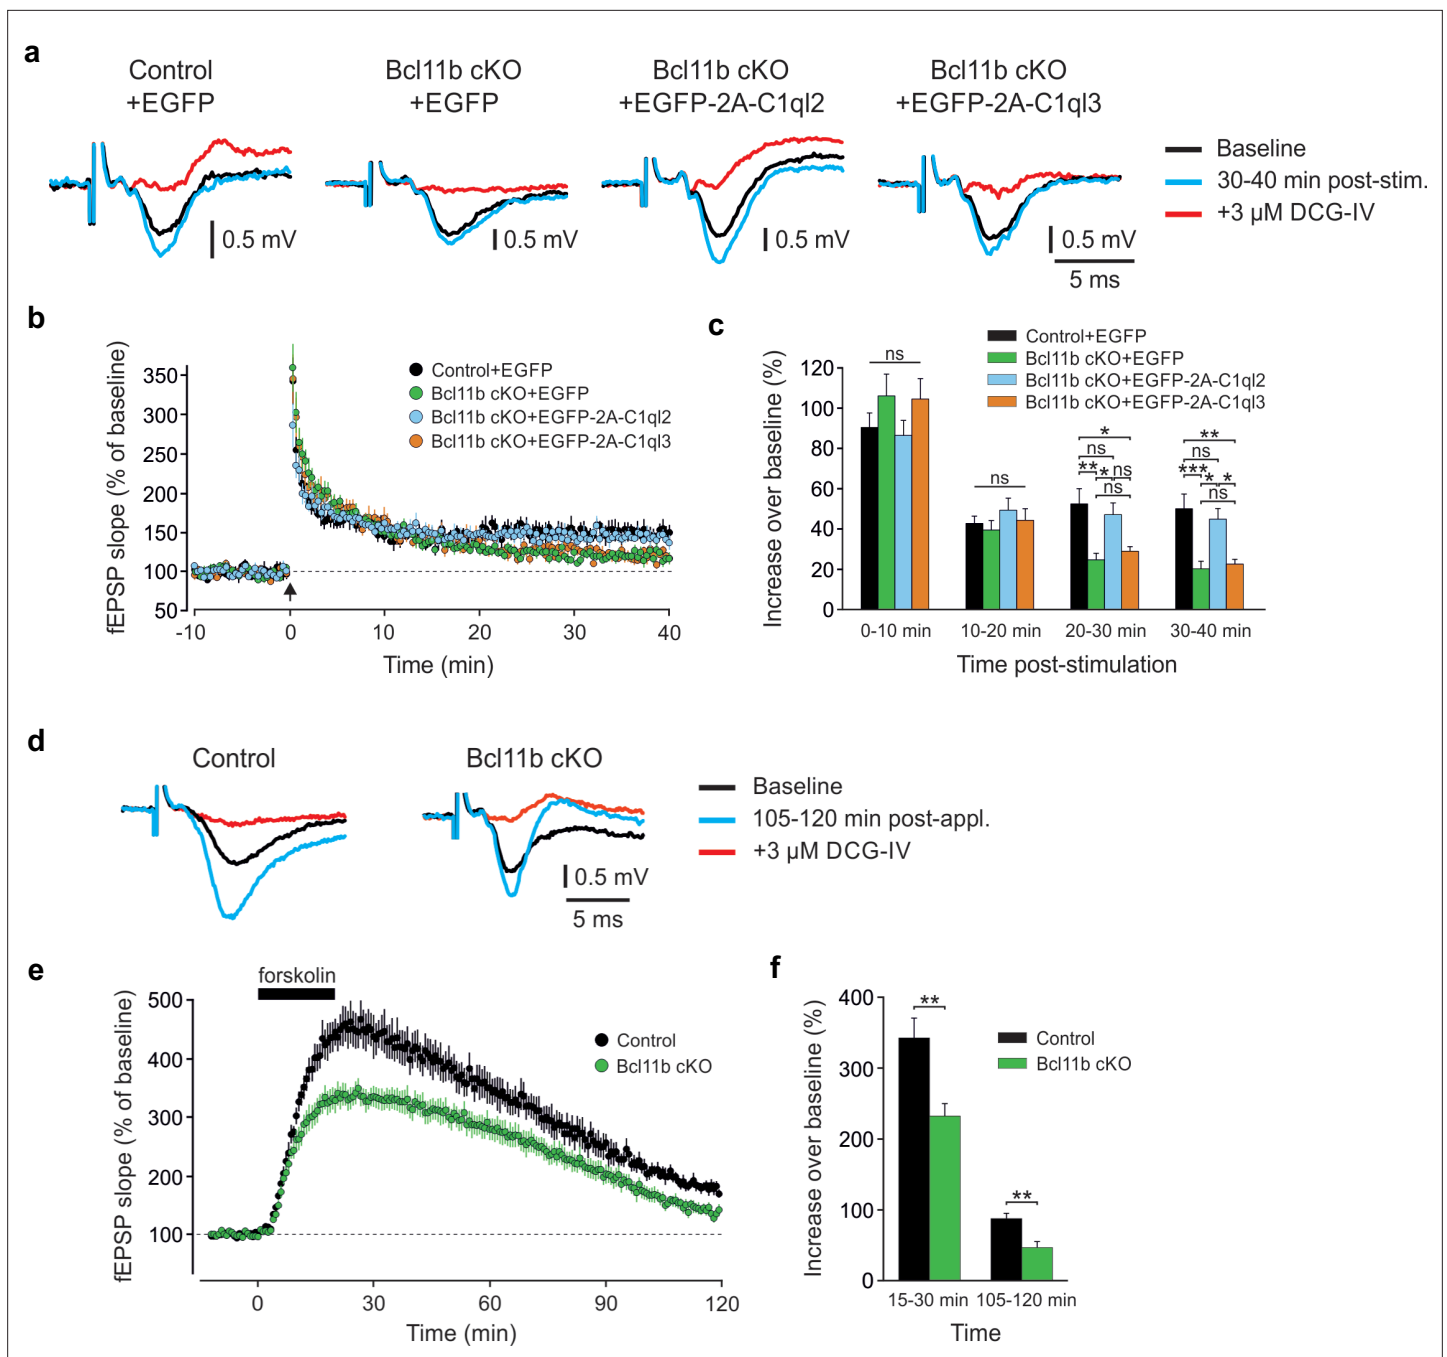 a
Control
+EGFP
Bcl11b cKO
+EGFP
Bcl11b cKO
+EGFP-2A-C1ql2
Bcl11b cKO
+EGFP-2A-C1ql3
Baseline
30-40 min post-stim.
+3 µM DCG-IV
0.5 mV
0.5 mV
0.5 mV
0.5 mV
5 ms
b
fEPSP slope (% of baseline)
350
300
250
200
150
100
50
-10
0
10
20
30
40
Time (min)
Control+EGFP
Bcl11b cKO+EGFP
Bcl11b cKO+EGFP-2A-C1ql2
Bcl11b cKO+EGFP-2A-C1ql3
c
Control+EGFP
Bcl11b cKO+EGFP
Bcl11b cKO+EGFP-2A-C1ql2
Bcl11b cKO+EGFP-2A-C1ql3
Increase over baseline (%)
120
100
80
60
40
20
0
ns
ns
*
ns
** * ns
ns
**
ns
*** * *
ns
0-10 min
10-20 min
20-30 min
30-40 min
Time post-stimulation
d
Control
Bcl11b cKO
Baseline
105-120 min post-appl.
+3 µM DCG-IV
0.5 mV
5 ms
e
forskolin
fEPSP slope (% of baseline)
500
400
300
200
100
0
30
60
90
120
Time (min)
Control
Bcl11b cKO
f
Increase over baseline (%)
400
300
200
100
0
**
**
Control
Bcl11b cKO
15-30 min
105-120 min
Time